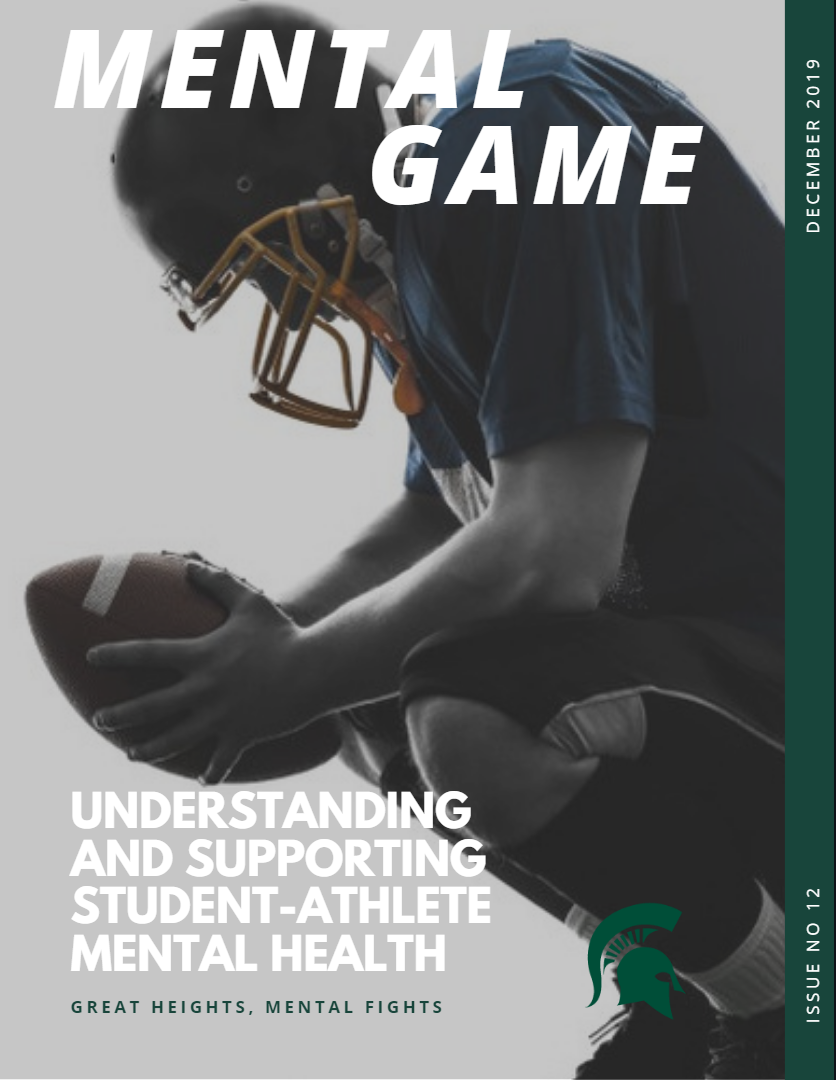 MENTAL
GAME
DECEMBER 2019
UNDERSTANDING
AND SUPPORTING
STUDENT-ATHLETE
MENTAL HEALTH
GREAT HEIGHTS, MENTAL FIGHTS
ISSUE NO 12